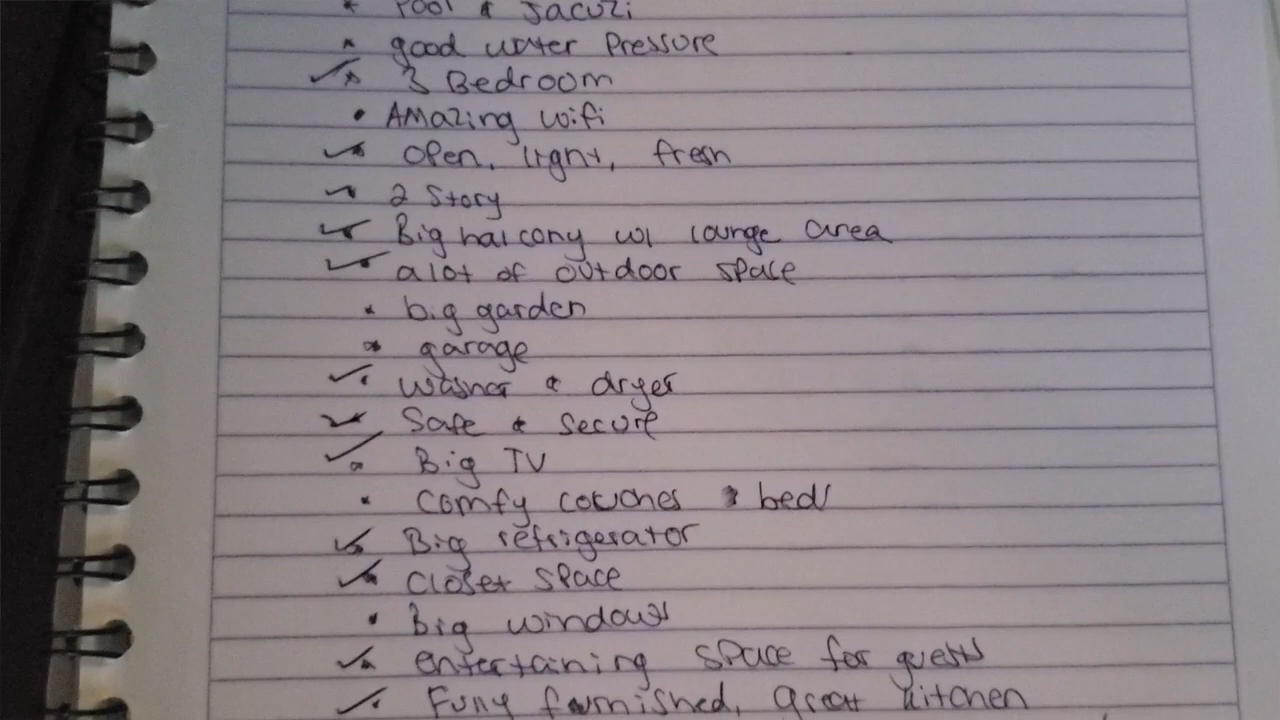 * Pool & Jacuzi
* good water Pressure
✓* 3 Bedroom
• AMAzing wifi
✓ Open, light, fresh
✓ 2 Story
✓ Big balcony w/ lounge area
✓ a lot of outdoor space
• big garden
• garage
✓• washer & dryer
✓ Safe & Secure
✓• Big TV
• Comfy couches & beds
✓ Big refrigerator
✓ Closet space
• Big windows
✓ entertaining space for guests
✓• Fully furnished, Great kitchen